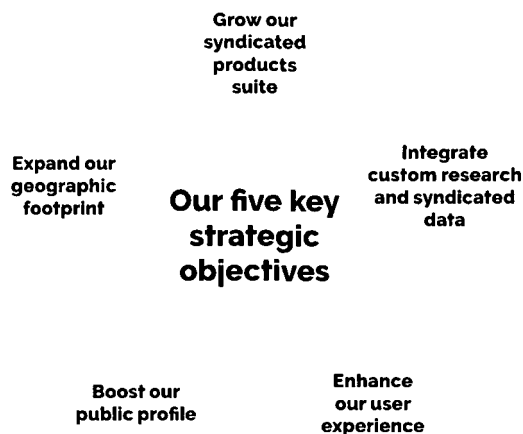 Grow our
syndicated
products
suite
Integrate
custom research
and syndicated
data
Expand our
geographic
footprint
Our five key
strategic
objectives
Enhance
our user
experience
Boost our
public profile